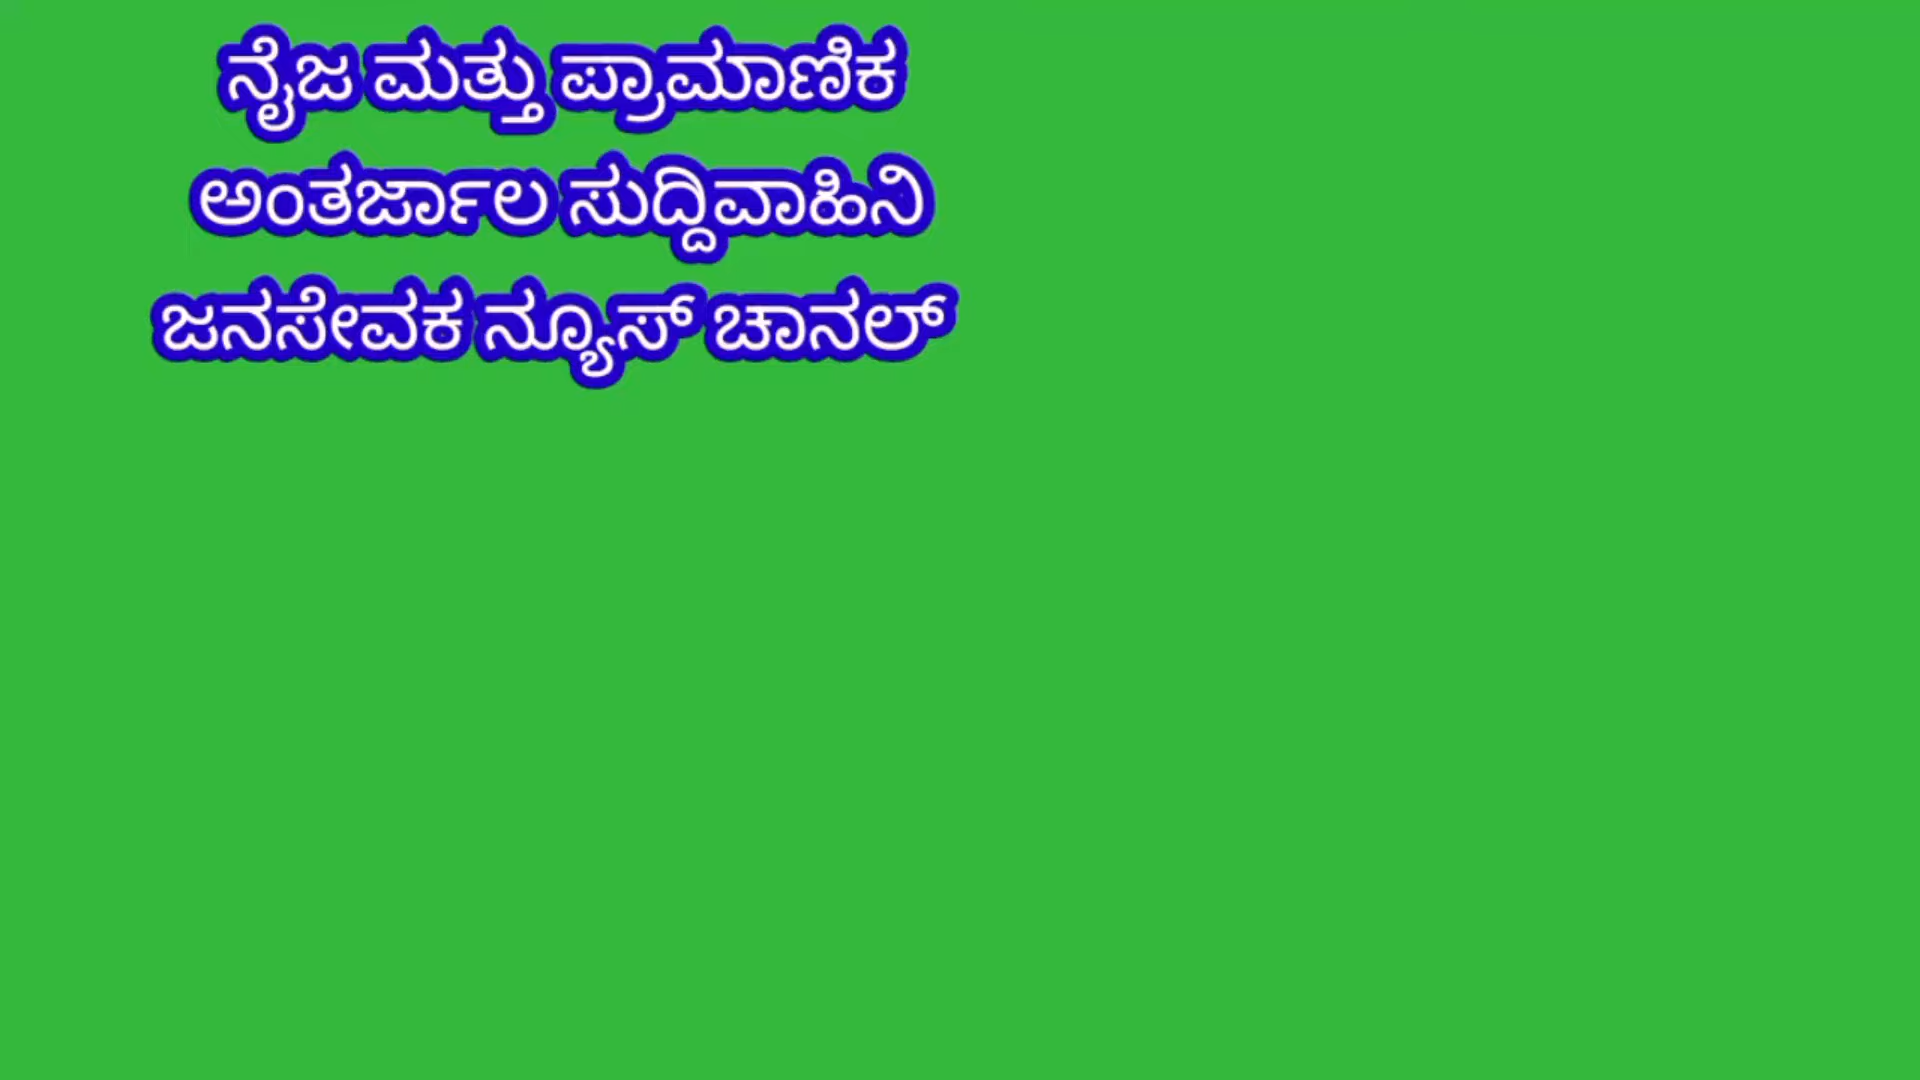 ನೈಜ ಮತ್ತು ಪ್ರಾಮಾಣಿಕ
ಅಂತರ್ಜಾಲ ಸುದ್ದಿವಾಹಿನಿ
ಜನಸೇವಕ ನ್ಯೂಸ್ ಚಾನಲ್